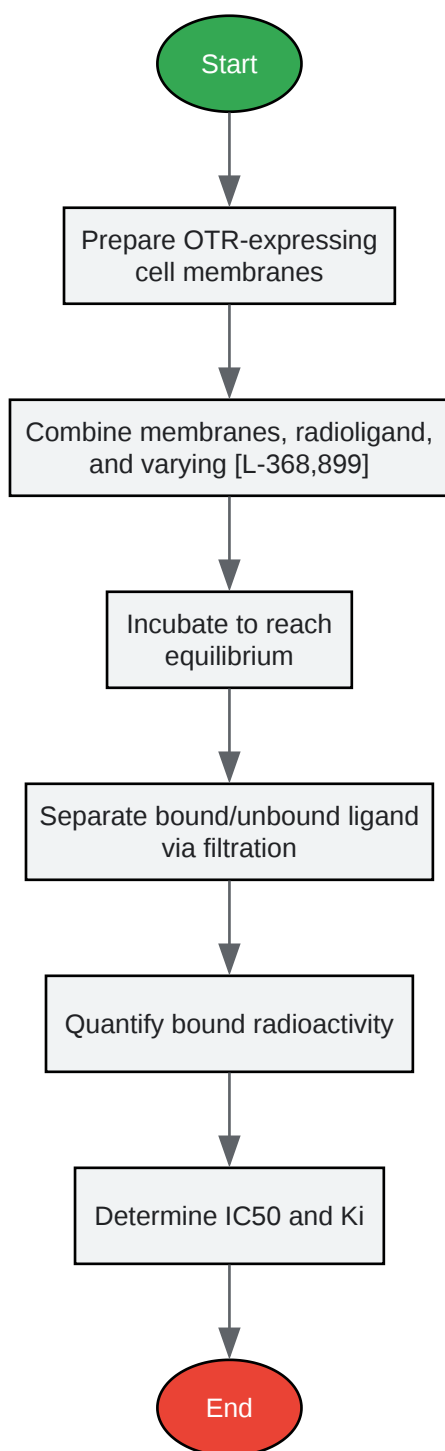 Start
Prepare OTR-expressing
cell membranes
Combine membranes, radioligand,
and varying [L-368,899]
Incubate to reach
equilibrium
Separate bound/unbound ligand
via filtration
Quantify bound radioactivity
Determine IC50 and Ki
End